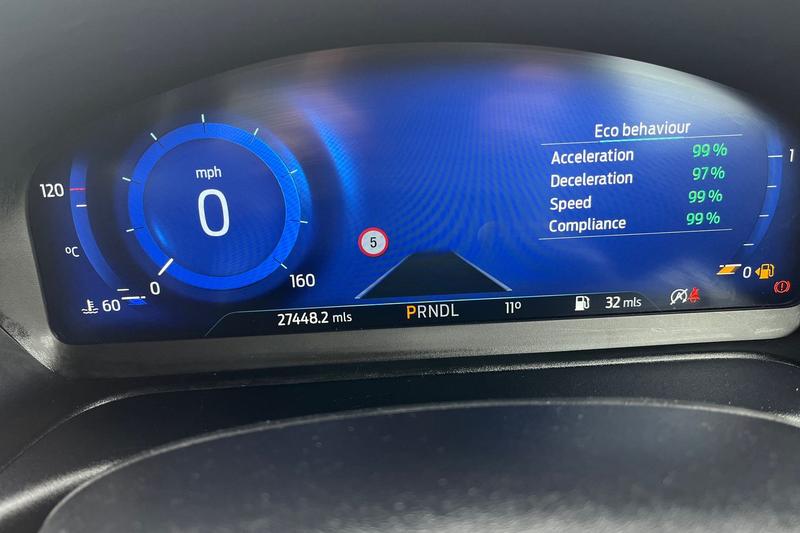 Eco behaviour
Acceleration 99%
Deceleration 97%
Speed 99%
Compliance 99%
mph
0
120
°C
60
0
160
5
1
0
27448.2 mls
PRNDL
11°
32 mls